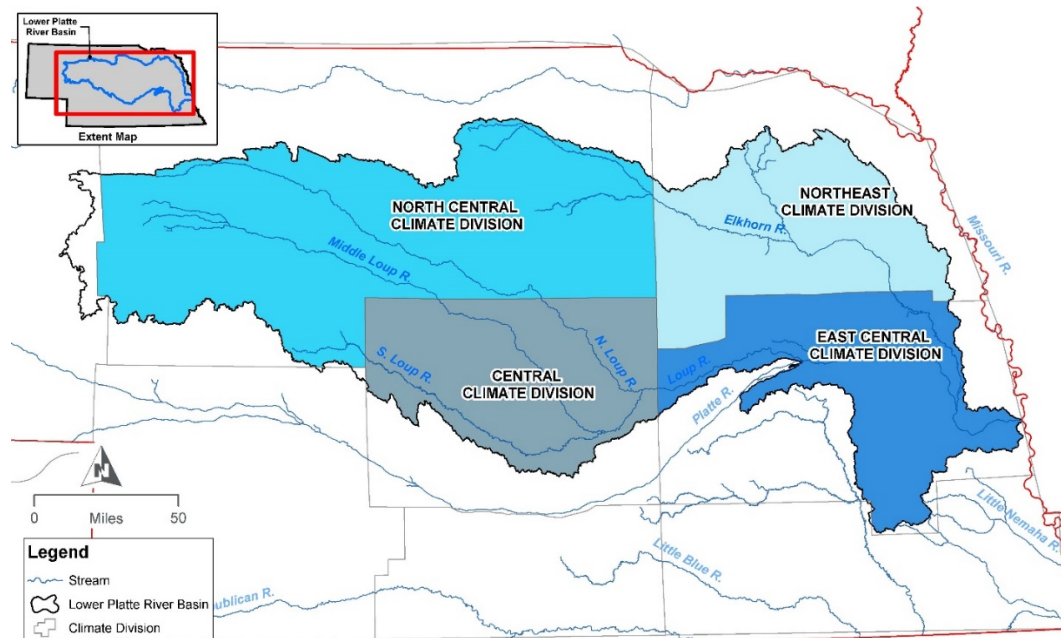 Lower Platte
River Basin
Extent Map
NORTH CENTRAL
CLIMATE DIVISION
NORTHEAST
CLIMATE DIVISION
Elkhorn R.
Missouri R.
Middle Loup R.
EAST CENTRAL
CLIMATE DIVISION
N. Loup R.
S. Loup R.
CENTRAL
CLIMATE DIVISION
Loup R.
Platte R.
N
0 Miles 50
Little Nemaha R.
Little Blue R.
Legend
Stream
Lower Platte River Basin
Climate Division
ublican R.